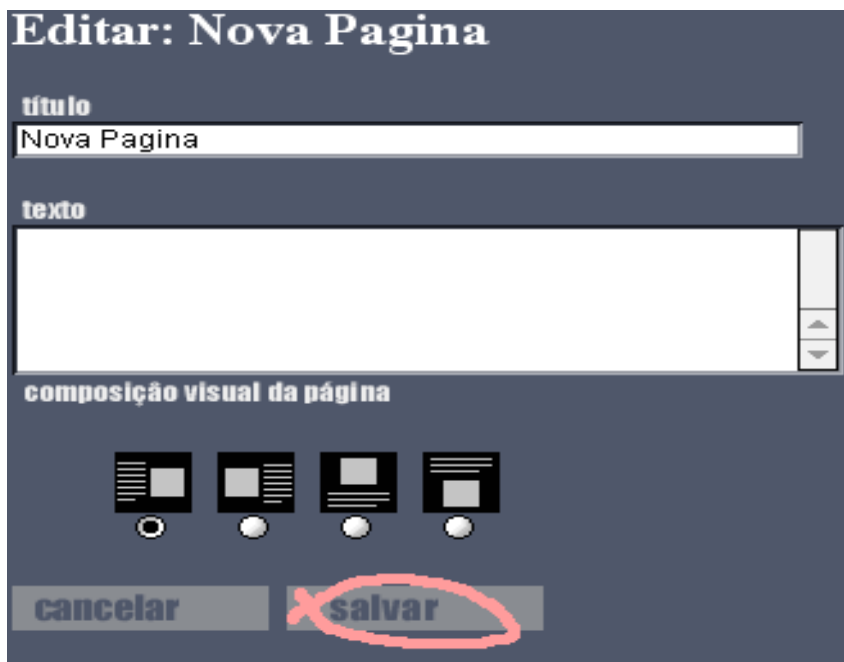 Editar: Nova Pagina
título
Nova Pagina
texto
composição visual da página
cancelar
salvar